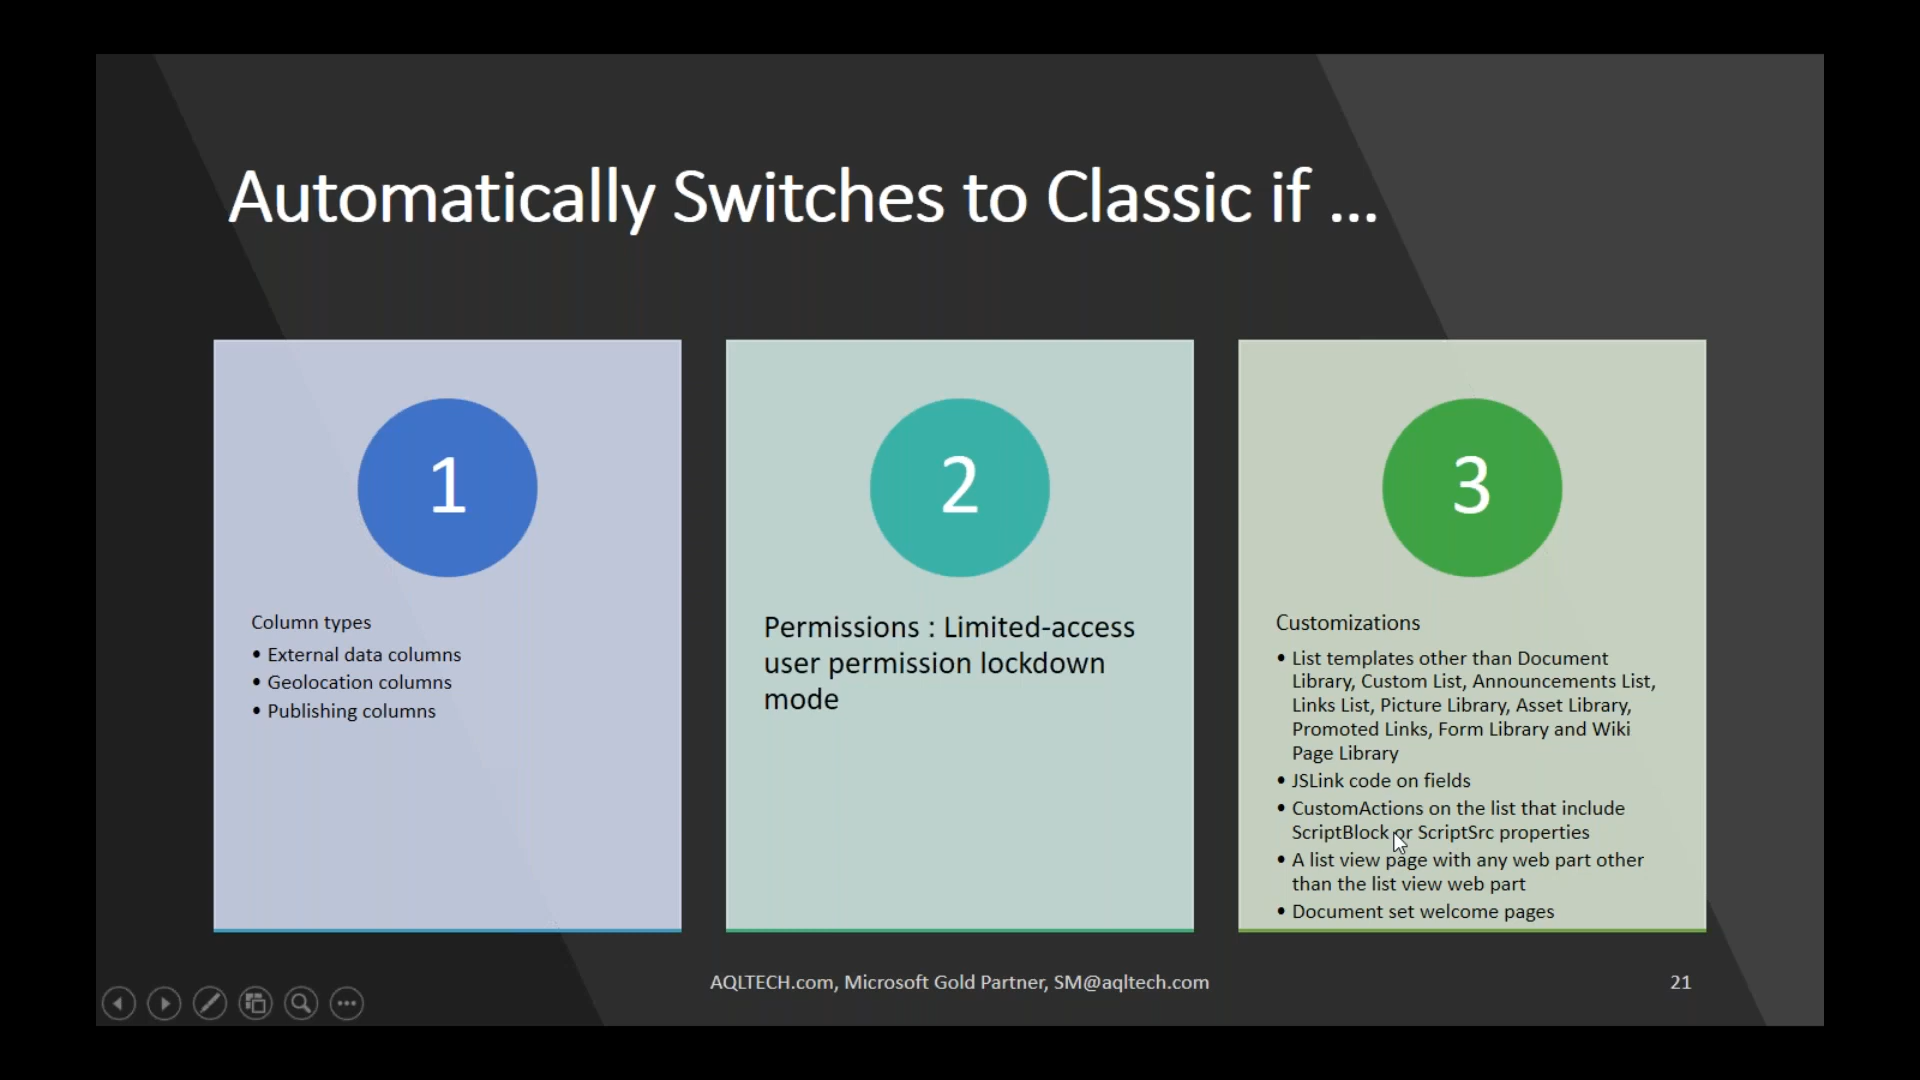 Automatically Switches to Classic if ...
1
Column types
• External data columns
• Geolocation columns
• Publishing columns
2
Permissions : Limited-access
user permission lockdown
mode
3
Customizations
• List templates other than Document
Library, Custom List, Announcements List,
Links List, Picture Library, Asset Library,
Promoted Links, Form Library and Wiki
Page Library
• JSLink code on fields
• CustomActions on the list that include
ScriptBlock or ScriptSrc properties
• A list view page with any web part other
than the list view web part
• Document set welcome pages
AQLTECH.com, Microsoft Gold Partner, SM@aqltech.com
21